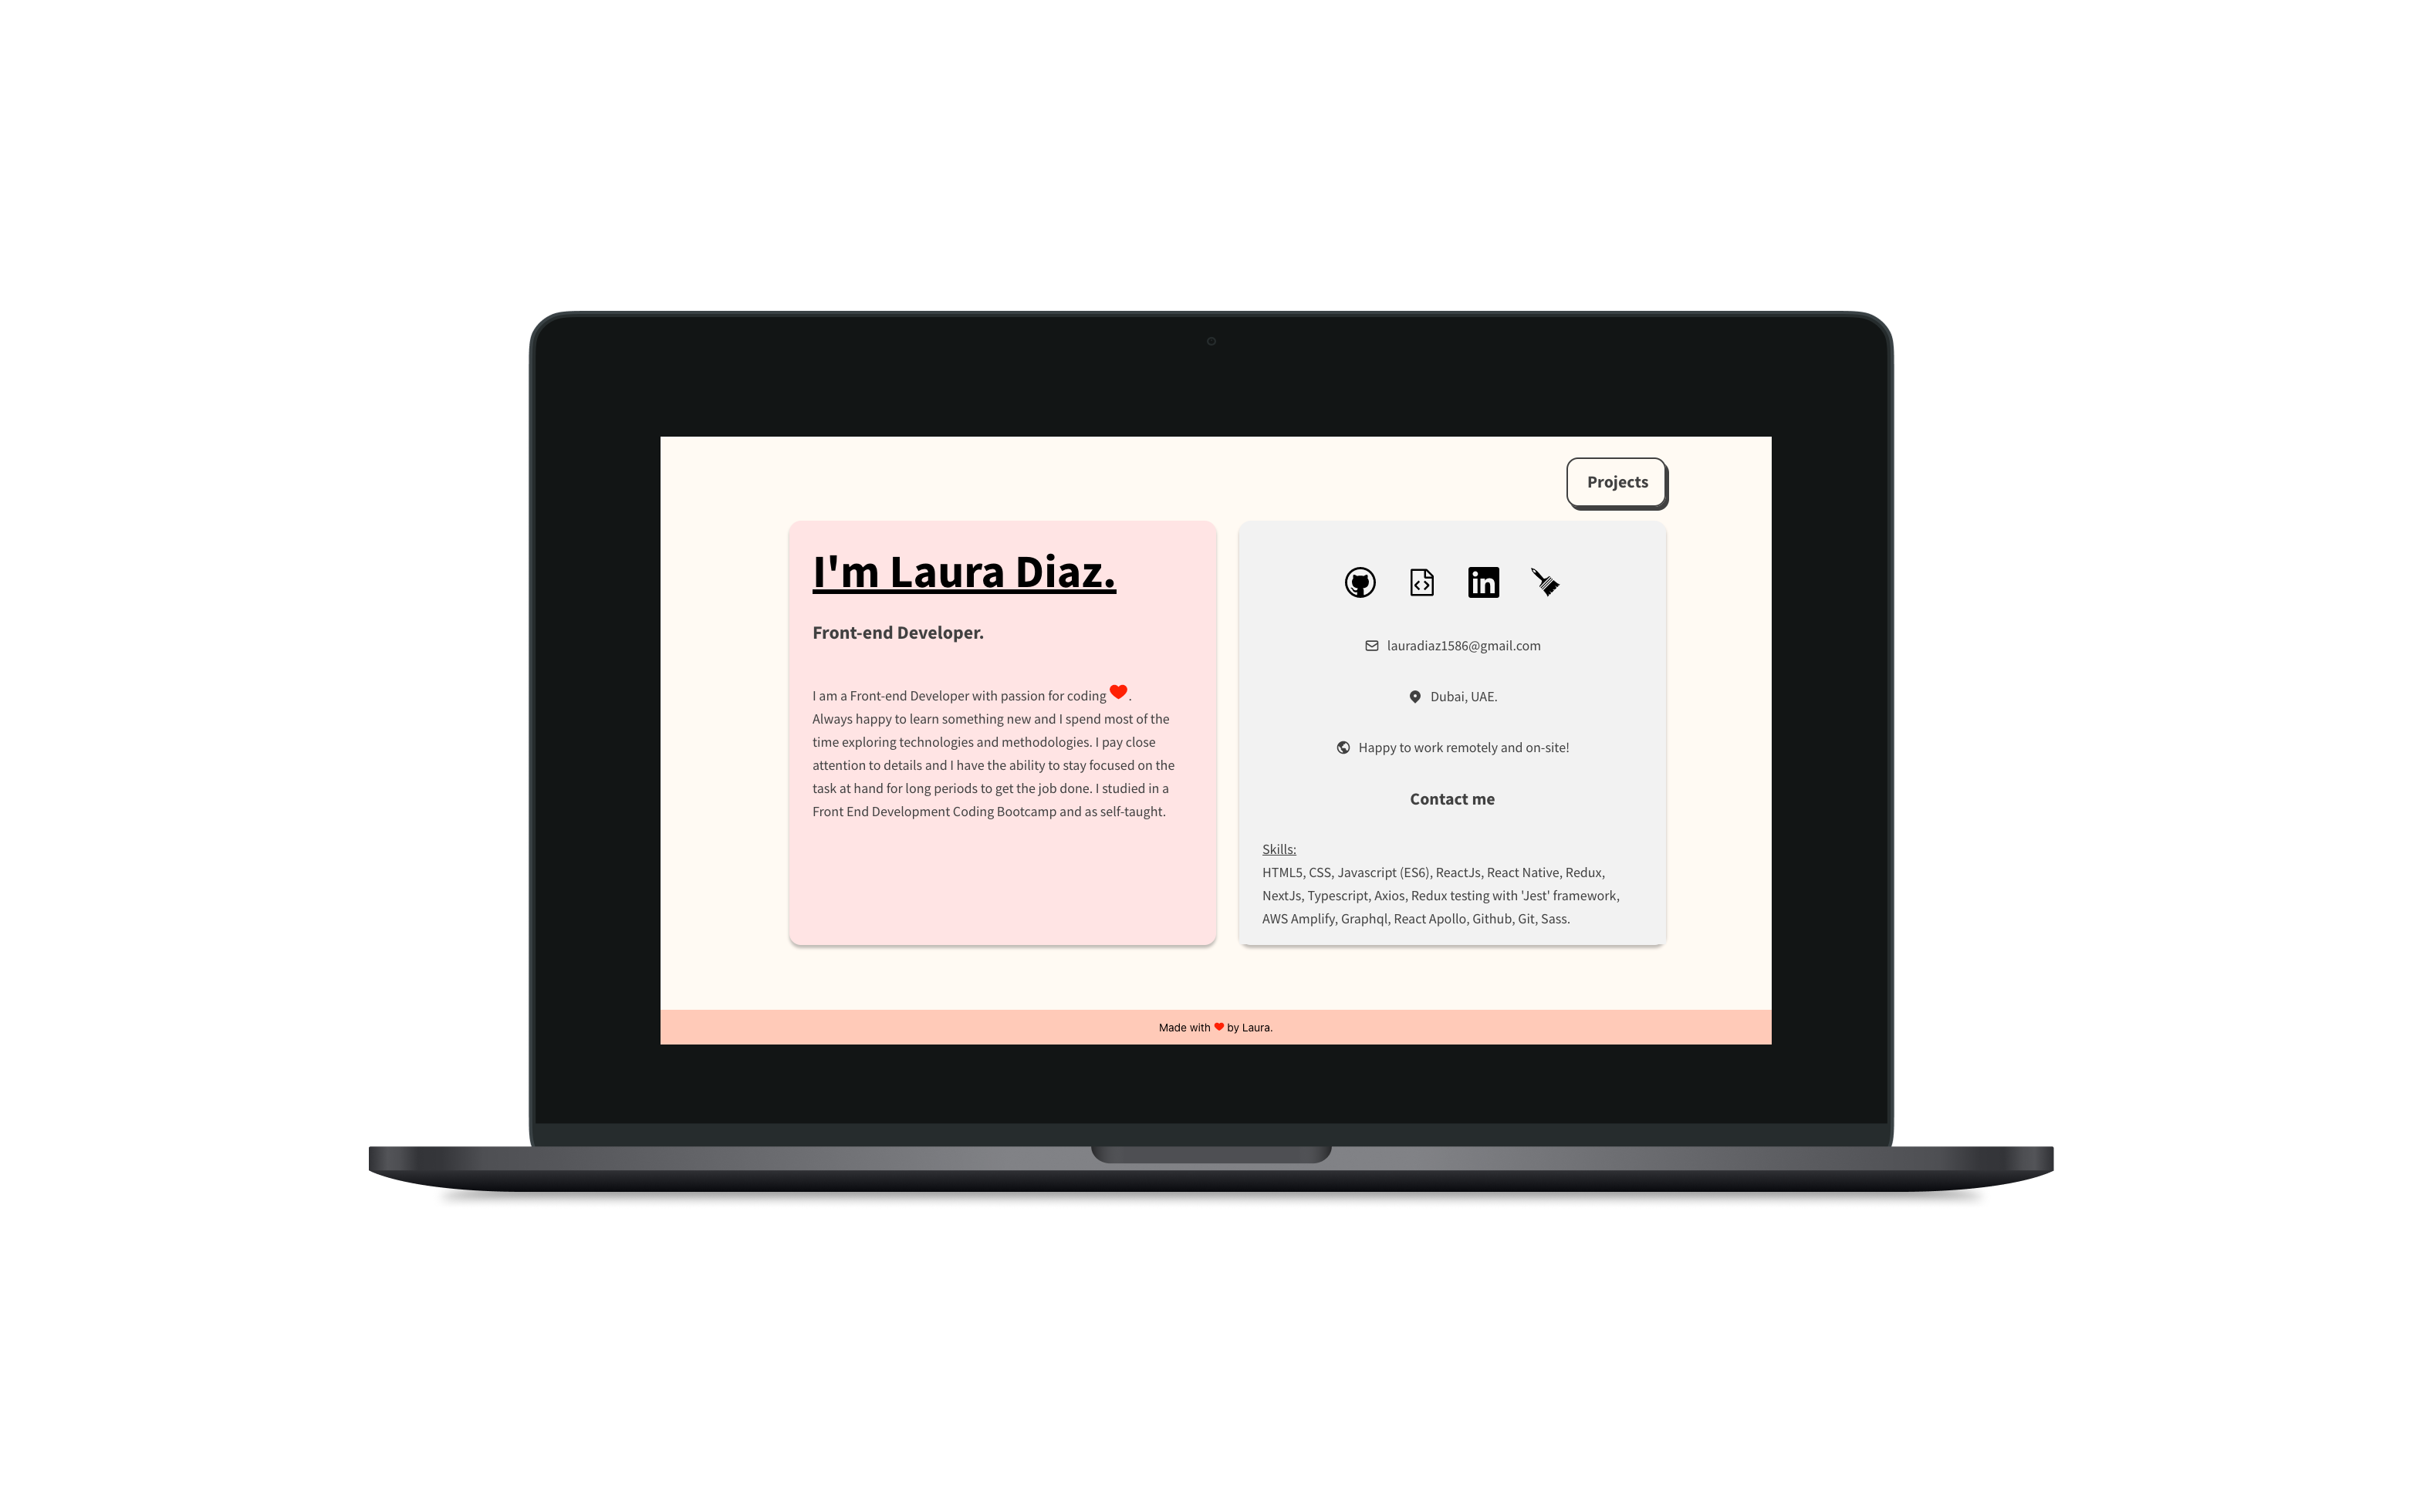 Projects
I'm Laura Diaz.
Front-end Developer.
I am a Front-end Developer with passion for coding ❤.
Always happy to learn something new and I spend most of the
time exploring technologies and methodologies. I pay close
attention to details and I have the ability to stay focused on the
task at hand for long periods to get the job done. I studied in a
Front End Development Coding Bootcamp and as self-taught.
in
lauradiaz1586@gmail.com
Dubai, UAE.
Happy to work remotely and on-site!
Contact me
Skills:
HTML5, CSS, Javascript (ES6), ReactJs, React Native, Redux,
NextJs, Typescript, Axios, Redux testing with 'Jest' framework,
AWS Amplify, Graphql, React Apollo, Github, Git, Sass.
Made with ❤ by Laura.